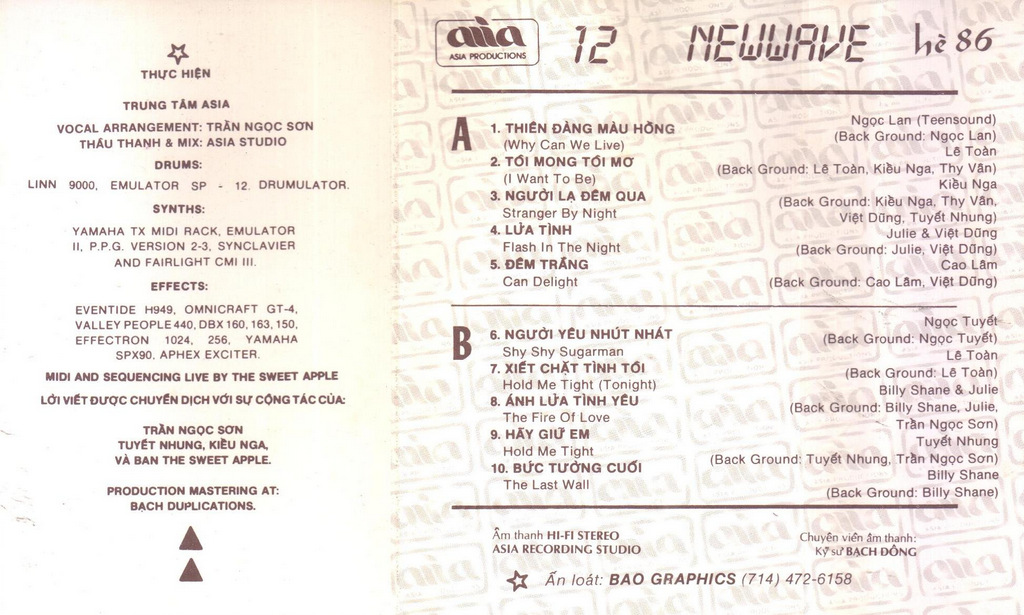 THỰC HIỆN
TRUNG TÂM ASIA
VOCAL ARRANGEMENT: TRẦN NGỌC SƠN
THÂU THANH & MIX: ASIA STUDIO
DRUMS:
LINN 9000, EMULATOR SP - 12. DRUMULATOR.
SYNTHS:
YAMAHA TX MIDI RACK, EMULATOR
II, P.P.G. VERSION 2-3, SYNCLAVIER
AND FAIRLIGHT CMI III.
EFFECTS:
EVENTIDE H949, OMNICRAFT GT-4,
VALLEY PEOPLE 440, DBX 160, 163, 150,
EFFECTRON 1024, 256, YAMAHA
SPX90. APHEX EXCITER.
MIDI AND SEQUENCING LIVE BY THE SWEET APPLE
LỜI VIẾT ĐƯỢC CHUYỂN DỊCH VỚI SỰ CỘNG TÁC CỦA:
TRẦN NGỌC SƠN
TUYẾT NHUNG, KIỀU NGA,
VÀ BAN THE SWEET APPLE.
PRODUCTION MASTERING AT:
BẠCH DUPLICATIONS.
asia
ASIA PRODUCTIONS
12 NEWWAVE hè 86
A
1. THIÊN ĐÀNG MÀU HỒNG
(Why Can We Live)
2. TÔI MONG TÔI MƠ
(I Want To Be)
3. NGƯỜI LẠ ĐÊM QUA
Stranger By Night
4. LỬA TÌNH
Flash In The Night
5. ĐÊM TRẮNG
Can Delight
Ngọc Lan (Teensound)
(Back Ground: Ngọc Lan)
Lê Toàn
(Back Ground: Lê Toàn, Kiều Nga, Thy Vân)
Kiều Nga
(Back Ground: Kiều Nga, Thy Vân,
Việt Dũng, Tuyết Nhung)
Julie & Việt Dũng
(Back Ground: Julie, Việt Dũng)
Cao Lâm
(Back Ground: Cao Lâm, Việt Dũng)
B
6. NGƯỜI YÊU NHÚT NHÁT
Shy Shy Sugarman
7. XIẾT CHẶT TÌNH TÔI
Hold Me Tight (Tonight)
8. ÁNH LỬA TÌNH YÊU
The Fire Of Love
9. HÃY GIỮ EM
Hold Me Tight
10. BỨC TƯỜNG CUỐI
The Last Wall
Ngọc Tuyết
(Back Ground: Ngọc Tuyết)
Lê Toàn
(Back Ground: Lê Toàn)
Billy Shane & Julie
(Back Ground: Billy Shane, Julie,
Trần Ngọc Sơn)
Tuyết Nhung
(Back Ground: Tuyết Nhung, Trần Ngọc Sơn)
Billy Shane
(Back Ground: Billy Shane)
Âm thanh HI-FI STEREO
ASIA RECORDING STUDIO
Chuyên viên âm thanh:
Kỹ sư BẠCH ĐÔNG
Ấn loát: BAO GRAPHICS (714) 472-6158